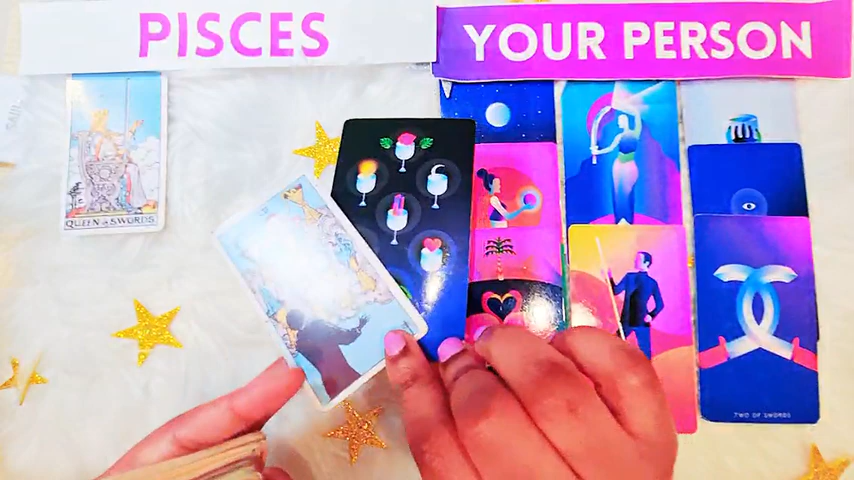 PISCES
YOUR PERSON
QUEEN of SWORDS
TWO OF SWORDS